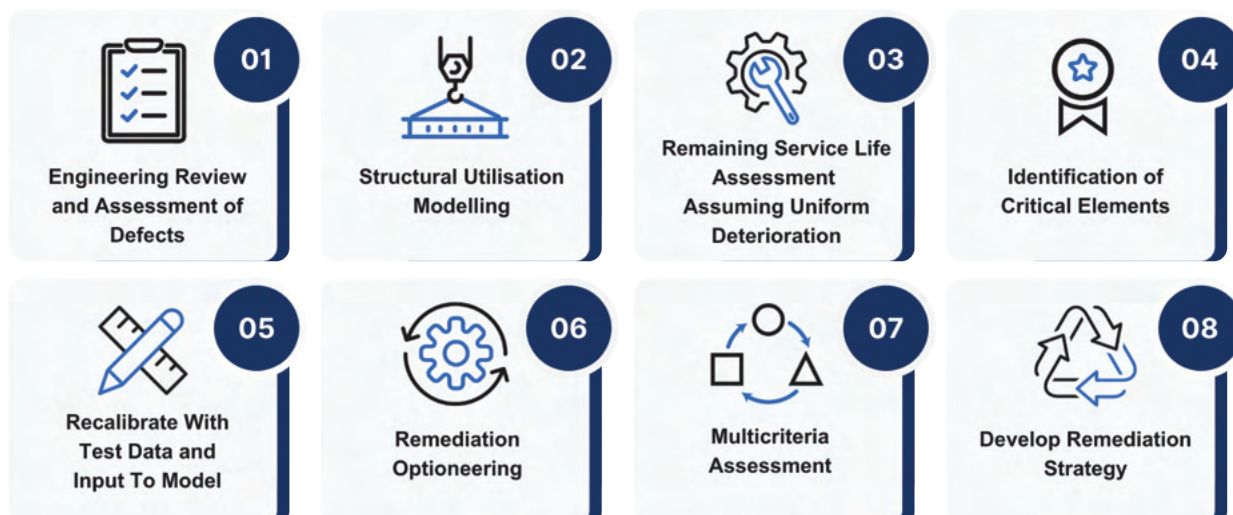 01
Engineering Review
and Assessment of
Defects
02
Structural Utilisation
Modelling
03
Remaining Service Life
Assessment
Assuming Uniform
Deterioration
04
Identification of
Critical Elements
05
Recalibrate With
Test Data and
Input To Model
06
Remediation
Optioneering
07
Multicriteria
Assessment
08
Develop Remediation
Strategy